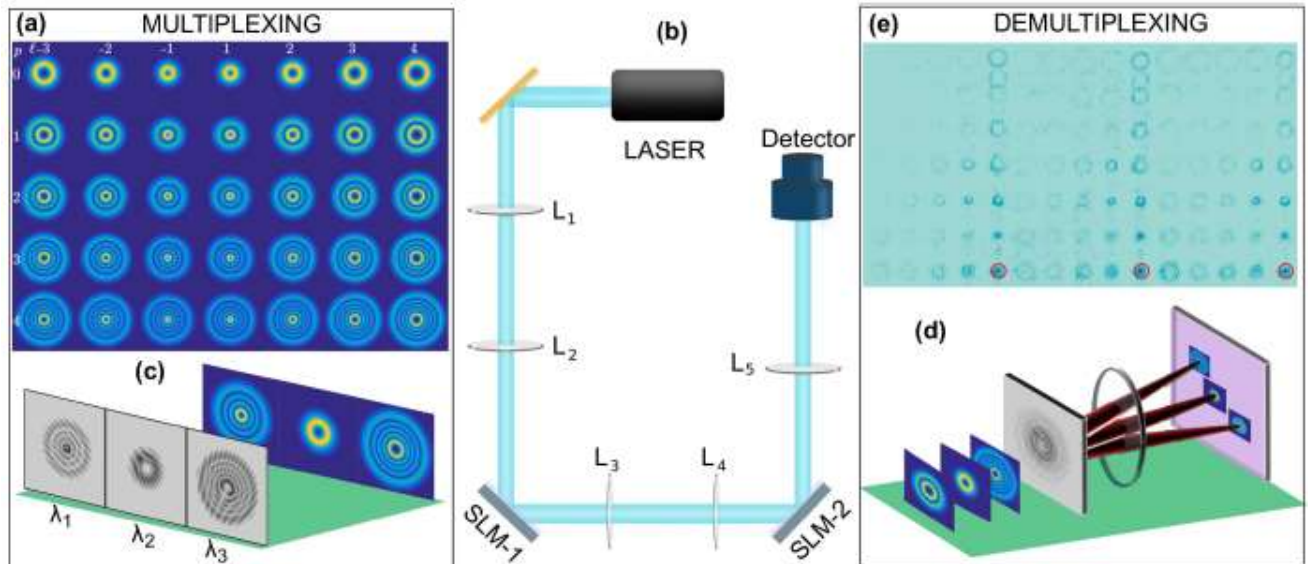 (a)
MULTIPLEXING
p ℓ-3 -2 -1 1 2 3 4
0
1
2
3
4
(c)
λ1
λ2
λ3
(b)
LASER
Detector
L1
L2
L5
L3
L4
SLM-1
SLM-2
(e)
DEMULTIPLEXING
(d)